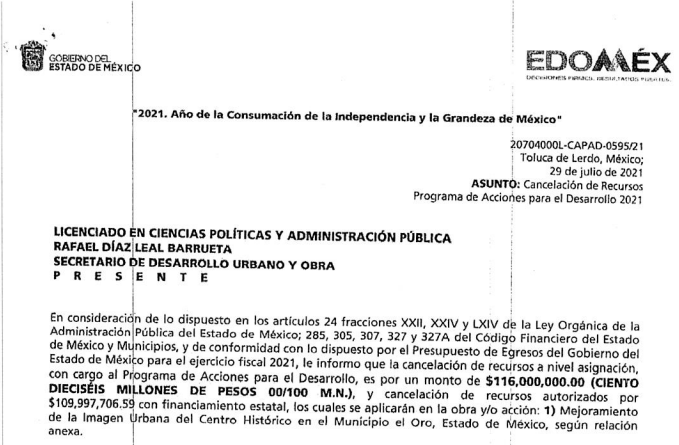 GOBIERNO DEL
ESTADO DE MÉXICO
EDOMÉX
DECISIONES FIRMES, RESULTADOS FUERTES.
"2021. Año de la Consumación de la Independencia y la Grandeza de México"
20704000L-CAPAD-0595/21
Toluca de Lerdo, México;
29 de julio de 2021
ASUNTO: Cancelación de Recursos
Programa de Acciones para el Desarrollo 2021
LICENCIADO EN CIENCIAS POLÍTICAS Y ADMINISTRACIÓN PÚBLICA
RAFAEL DÍAZ LEAL BARRUETA
SECRETARIO DE DESARROLLO URBANO Y OBRA
P R E S E N T E
En consideración de lo dispuesto en los artículos 24 fracciones XXII, XXIV y LXIV de la Ley Orgánica de la
Administración Pública del Estado de México; 285, 305, 307, 327 y 327A del Código Financiero del Estado
de México y Municipios, y de conformidad con lo dispuesto por el Presupuesto de Egresos del Gobierno del
Estado de México para el ejercicio fiscal 2021, le informo que la cancelación de recursos a nivel asignación,
con cargo al Programa de Acciones para el Desarrollo, es por un monto de $116,000,000.00 (CIENTO
DIECISÉIS MILLONES DE PESOS 00/100 M.N.), y cancelación de recursos autorizados por
$109,997,706.59 con financiamiento estatal, los cuales se aplicarán en la obra y/o acción: 1) Mejoramiento
de la Imagen Urbana del Centro Histórico en el Municipio el Oro, Estado de México, según relación
anexa.